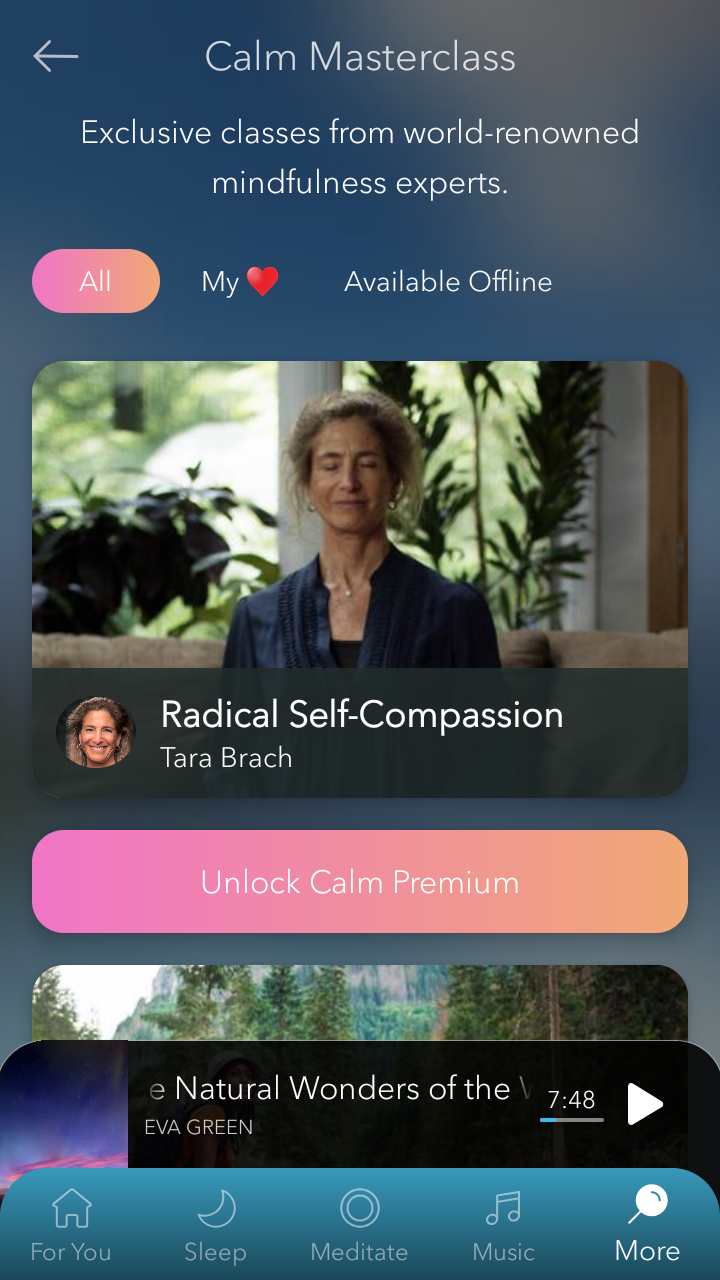 Calm Masterclass
Exclusive classes from world-renowned
mindfulness experts.
All
My ❤️
Available Offline
Radical Self-Compassion
Tara Brach
Unlock Calm Premium
e Natural Wonders of the
EVA GREEN
7:48
For You
Sleep
Meditate
Music
More